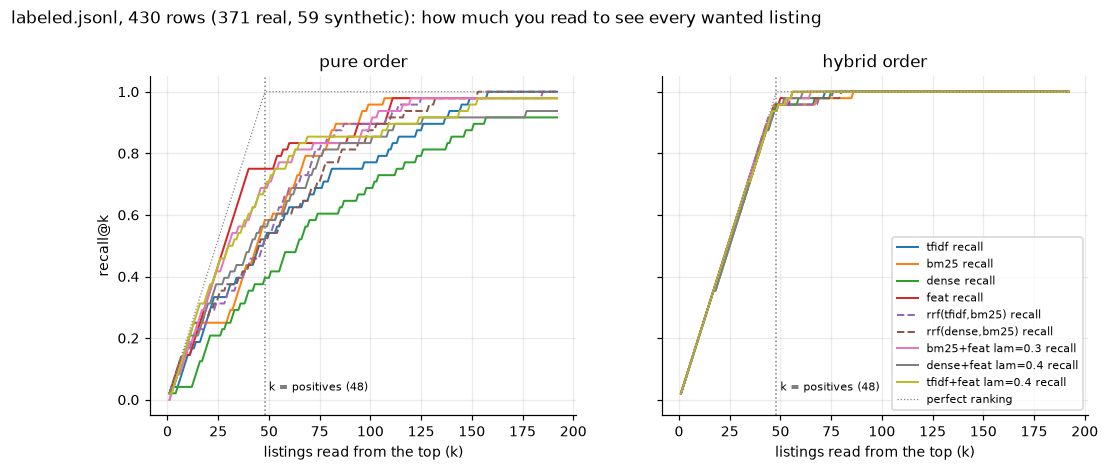 labeled.jsonl, 430 rows (371 real, 59 synthetic): how much you read to see every wanted listing
pure order
recall@k
1.0
0.8
0.6
0.4
0.2
0.0
k = positives (48)
0 25 50 75 100 125 150 175 200
listings read from the top (k)
hybrid order
k = positives (48)
tfidf recall
bm25 recall
dense recall
feat recall
rrf(tfidf,bm25) recall
rrf(dense,bm25) recall
bm25+feat lam=0.3 recall
dense+feat lam=0.4 recall
tfidf+feat lam=0.4 recall
perfect ranking
0 25 50 75 100 125 150 175 200
listings read from the top (k)